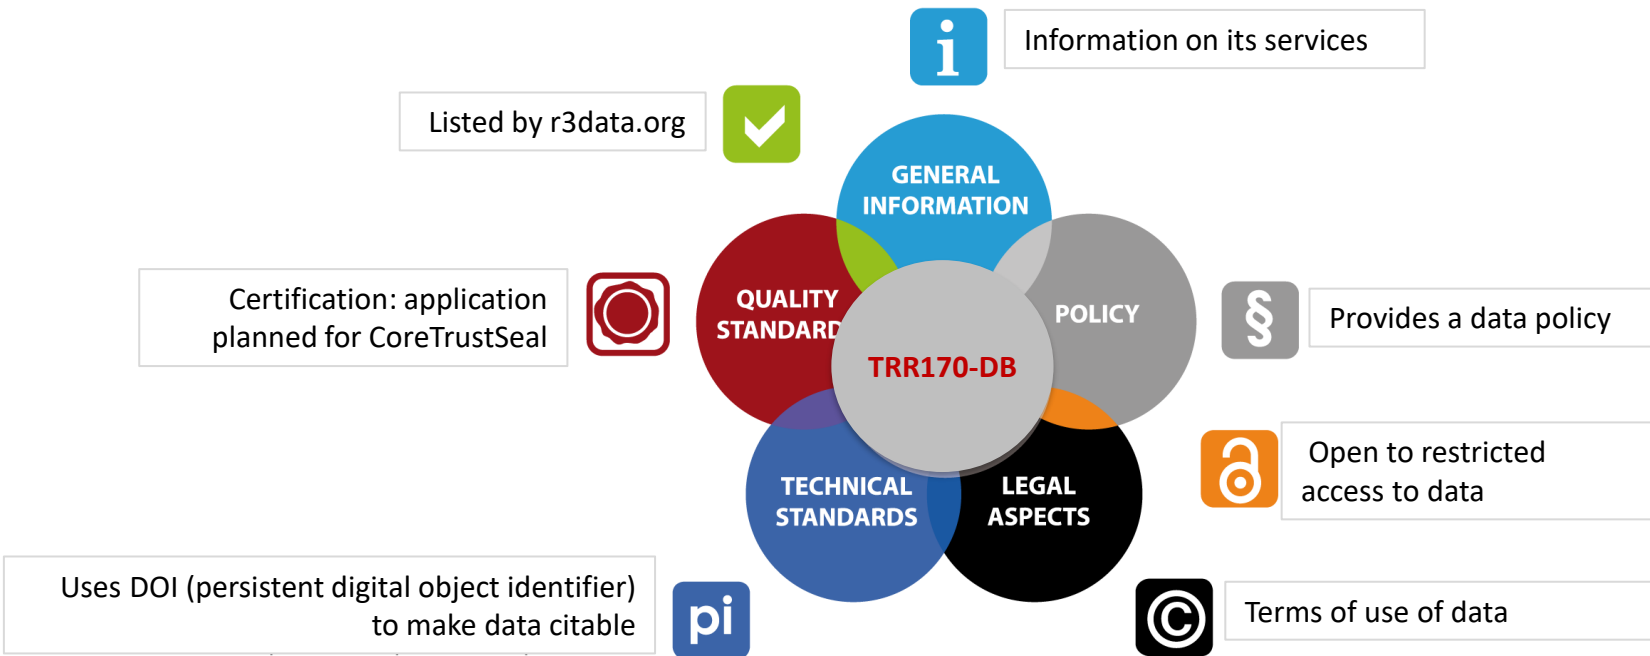 i
Information on its services
Listed by r3data.org
GENERAL
INFORMATION
Certification: application
planned for CoreTrustSeal
QUALITY
STANDARD
POLICY
§
Provides a data policy
TRR170-DB
Open to restricted
access to data
TECHNICAL
STANDARDS
LEGAL
ASPECTS
Uses DOI (persistent digital object identifier)
to make data citable
pi
©
Terms of use of data